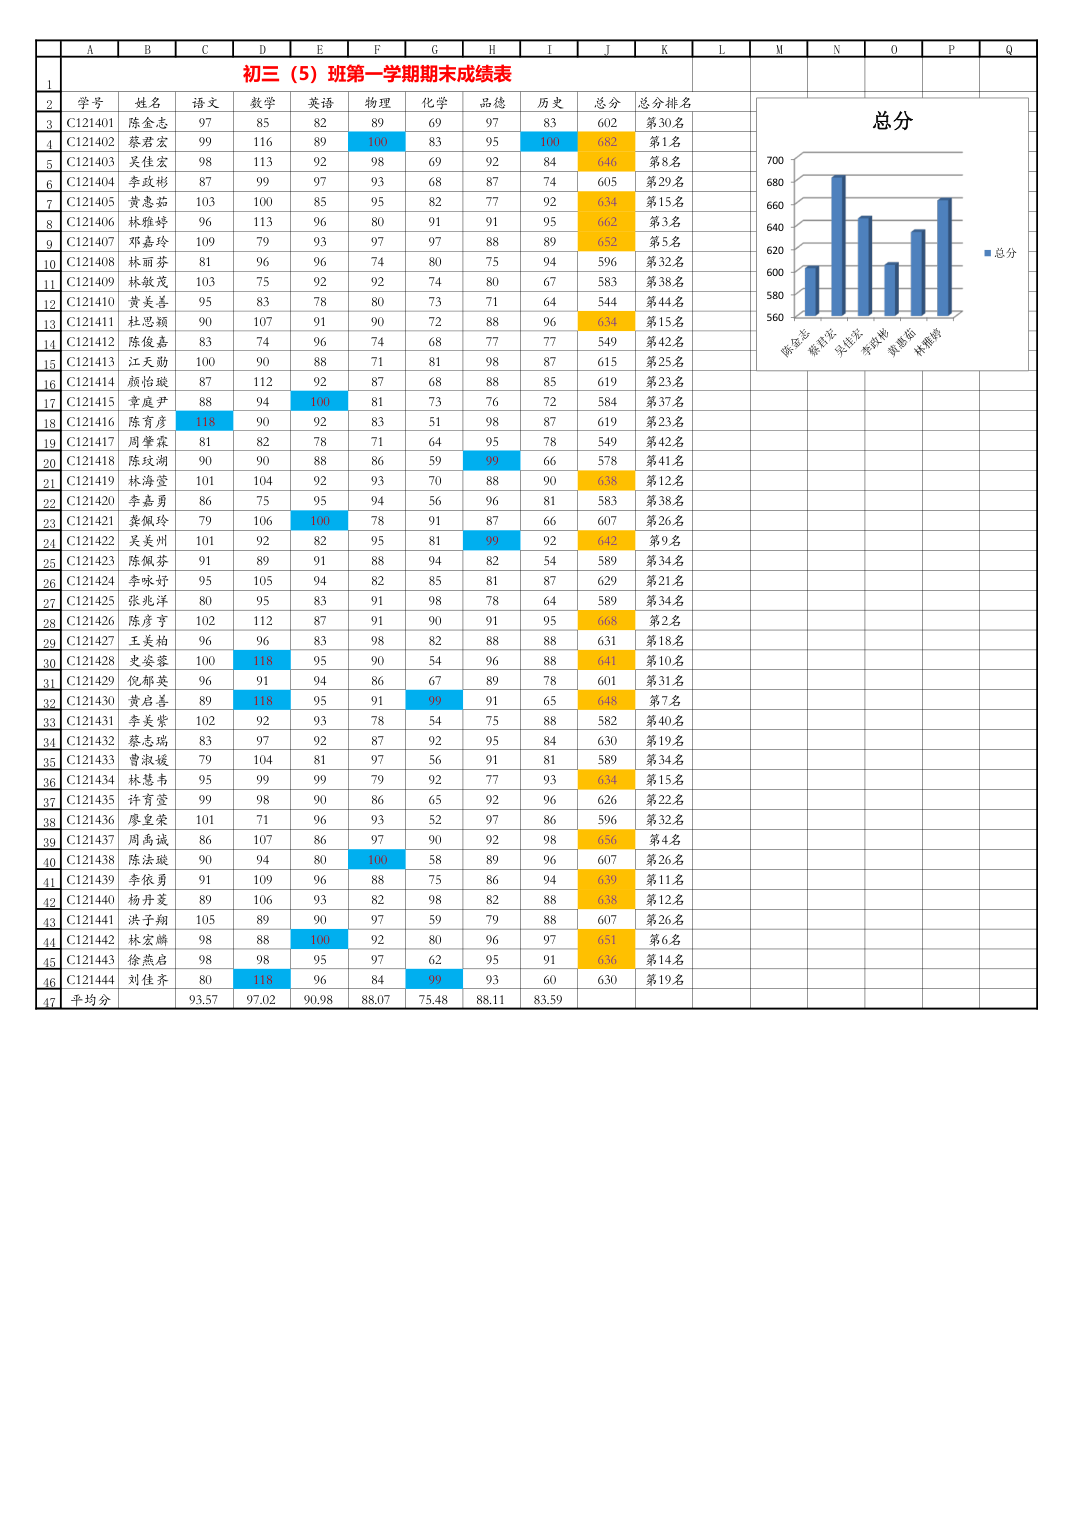 A B C D E F G H I J K L M N O P Q
1 初三（5）班第一学期期末成绩表
2 学号 姓名 语文 数学 英语 物理 化学 品德 历史 总分 总分排名
3 C121401 陈金志 97 85 82 89 69 97 83 602 第30名
4 C121402 蔡君宏 99 116 89 100 83 95 100 682 第1名
5 C121403 吴佳宏 98 113 92 98 69 92 84 646 第8名
6 C121404 李政彬 87 99 97 93 68 87 74 605 第29名
7 C121405 黄惠茹 103 100 85 95 82 77 92 634 第15名
8 C121406 林雅婷 96 113 96 80 91 91 95 662 第3名
9 C121407 邓嘉玲 109 79 93 97 97 88 89 652 第5名
10 C121408 林丽芬 81 96 96 74 80 75 94 596 第32名
11 C121409 林敏茂 103 75 92 92 74 80 67 583 第38名
12 C121410 黄美善 95 83 78 80 73 71 64 544 第44名
13 C121411 杜思颖 90 107 91 90 72 88 96 634 第15名
14 C121412 陈俊嘉 83 74 96 74 68 77 77 549 第42名
15 C121413 江天勋 100 90 88 71 81 98 87 615 第25名
16 C121414 颜怡璇 87 112 92 87 68 88 85 619 第23名
17 C121415 章庭尹 88 94 100 81 73 76 72 584 第37名
18 C121416 陈育彦 118 90 92 83 51 98 87 619 第23名
19 C121417 周肇霖 81 82 78 71 64 95 78 549 第42名
20 C121418 陈玟湖 90 90 88 86 59 99 66 578 第41名
21 C121419 林海萱 101 104 92 93 70 88 90 638 第12名
22 C121420 李嘉勇 86 75 95 94 56 96 81 583 第38名
23 C121421 龚佩玲 79 106 100 78 91 87 66 607 第26名
24 C121422 吴美州 101 92 82 95 81 99 92 642 第9名
25 C121423 陈佩芬 91 89 91 88 94 82 54 589 第34名
26 C121424 李咏妤 95 105 94 82 85 81 87 629 第21名
27 C121425 张兆洋 80 95 83 91 98 78 64 589 第34名
28 C121426 陈彦亨 102 112 87 91 90 91 95 668 第2名
29 C121427 王美柏 96 96 83 98 82 88 88 631 第18名
30 C121428 史姿蓉 100 118 95 90 54 96 88 641 第10名
31 C121429 倪郁英 96 91 94 86 67 89 78 601 第31名
32 C121430 黄启善 89 118 95 91 99 91 65 648 第7名
33 C121431 李美紫 102 92 93 78 54 75 88 582 第40名
34 C121432 蔡志瑞 83 97 92 87 92 95 84 630 第19名
35 C121433 曹淑媛 79 104 81 97 56 91 81 589 第34名
36 C121434 林慧韦 95 99 99 79 92 77 93 634 第15名
37 C121435 许育萱 99 98 90 86 65 92 96 626 第22名
38 C121436 廖皇荣 101 71 96 93 52 97 86 596 第32名
39 C121437 周禹诚 86 107 86 97 90 92 98 656 第4名
40 C121438 陈法璇 90 94 80 100 58 89 96 607 第26名
41 C121439 李依勇 91 109 96 88 75 86 94 639 第11名
42 C121440 杨丹菱 89 106 93 82 98 82 88 638 第12名
43 C121441 洪子翔 105 89 90 97 59 79 88 607 第26名
44 C121442 林宏麟 98 88 100 92 80 96 97 651 第6名
45 C121443 徐燕启 98 98 95 97 62 95 91 636 第14名
46 C121444 刘佳齐 80 118 96 84 99 93 60 630 第19名
47 平均分 93.57 97.02 90.98 88.07 75.48 88.11 83.59
总分
700
680
660
640
620
600
580
560
陈金志 蔡君宏 吴佳宏 李政彬 黄惠茹 林雅婷
总分